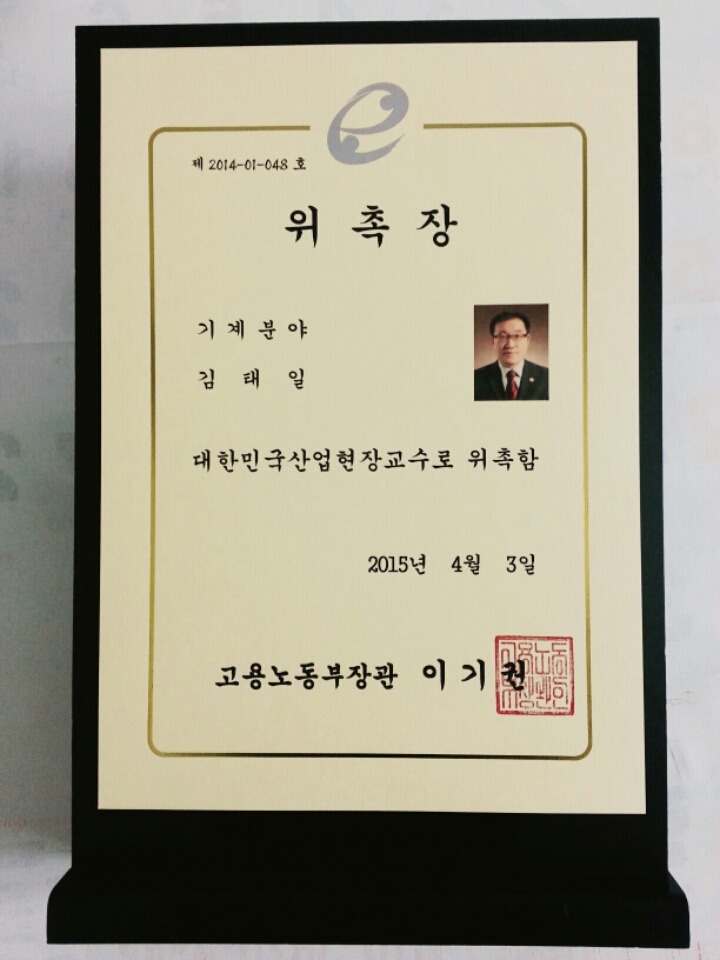 제 2014-01-048 호
위 촉 장
기 계 분 야
김 태 일
대한민국산업현장교수로 위촉함
2015년 4월 3일
고용노동부장관 이 기 권